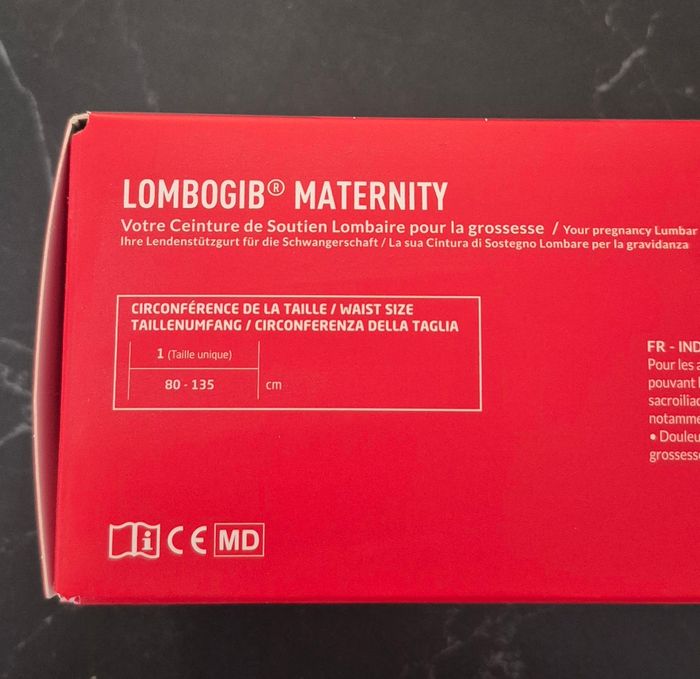 LOMBOGIB® MATERNITY
Votre Ceinture de Soutien Lombaire pour la grossesse / Your pregnancy Lumbar
Ihre Lendenstützgurt für die Schwangerschaft / La sua Cintura di Sostegno Lombare per la gravidanza
CIRCONFÉRENCE DE LA TAILLE / WAIST SIZE
TAILLENUMFANG / CIRCONFERENZA DELLA TAGLIA
1 (Taille unique)
80 - 135 cm
FR - IND
Pour les a
pouvant l
sacroiliac
notamme
• Douleu
grossess
i CE MD